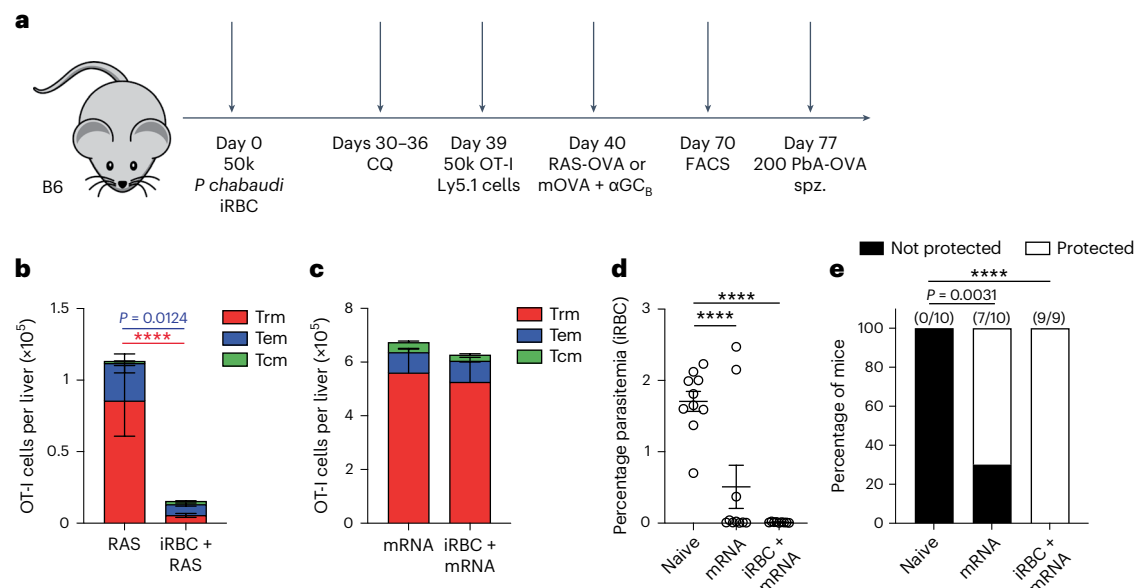 a
B6
Day 0
50k
P chabaudi
iRBC
Days 30–36
CQ
Day 39
50k OT-I
Ly5.1 cells
Day 40
RAS-OVA or
mOVA + αGCB
Day 70
FACS
Day 77
200 PbA-OVA
spz.
b
OT-I cells per liver (×10⁵)
1.5
1
0.5
0
P = 0.0124
****
Trm
Tem
Tcm
RAS
iRBC +
RAS
c
OT-I cells per liver (×10⁵)
8
6
4
2
0
Trm
Tem
Tcm
mRNA
iRBC +
mRNA
d
Percentage parasitemia (iRBC)
3
2
1
0
****
****
Naive
mRNA
iRBC +
mRNA
e
Not protected
Protected
****
P = 0.0031
(0/10)
(7/10)
(9/9)
Percentage of mice
100
80
60
40
20
0
Naive
mRNA
iRBC +
mRNA